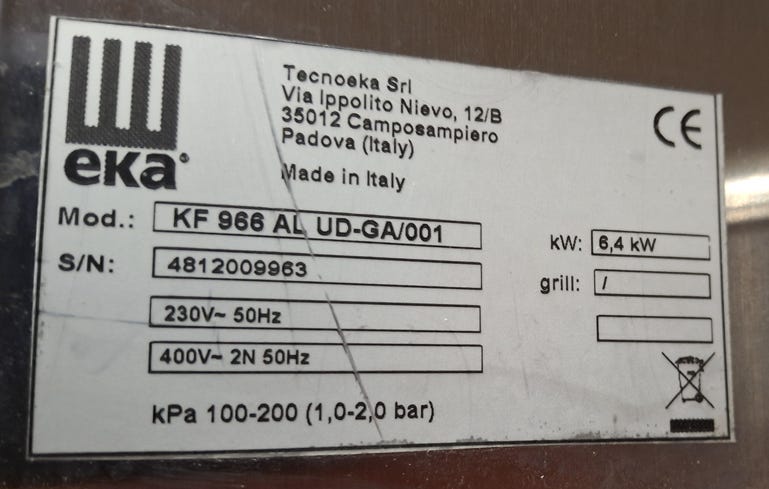 eka
Tecnoeka Srl
Via Ippolito Nievo, 12/B
35012 Camposampiero
Padova (Italy)
Made in Italy
CE
Mod.: KF 966 AL UD-GA/001
S/N: 4812009963
230V~ 50Hz
400V~ 2N 50Hz
kW: 6,4 kW
grill: /
kPa 100-200 (1,0-2,0 bar)